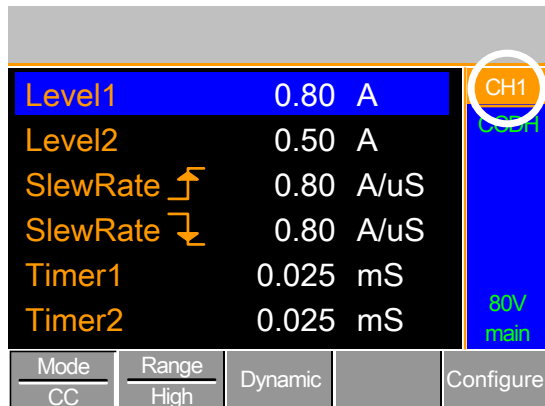 CH1
CCDH
Level1 0.80 A
Level2 0.50 A
SlewRate 0.80 A/uS
SlewRate 0.80 A/uS
Timer1 0.025 mS
Timer2 0.025 mS
80V
main
Mode Range Dynamic Configure
CC High